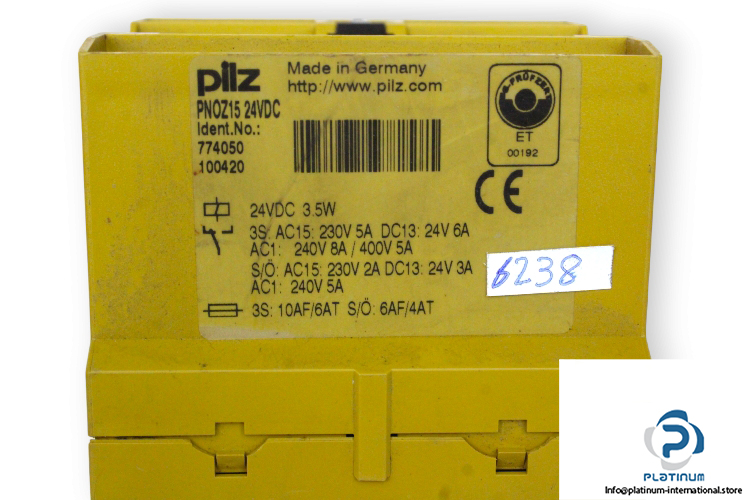 pilz
Made in Germany
http://www.pilz.com
PNOZ15 24VDC
Ident.No.:
774050
100420
ET
00192
CE
24VDC 3.5W
3S: AC15: 230V 5A DC13: 24V 6A
AC1: 240V 8A / 400V 5A
S/Ö: AC15: 230V 2A DC13: 24V 3A
AC1: 240V 5A
3S: 10AF/6AT S/Ö: 6AF/4AT
6238
PLATINUM
Info@platinum-international.store